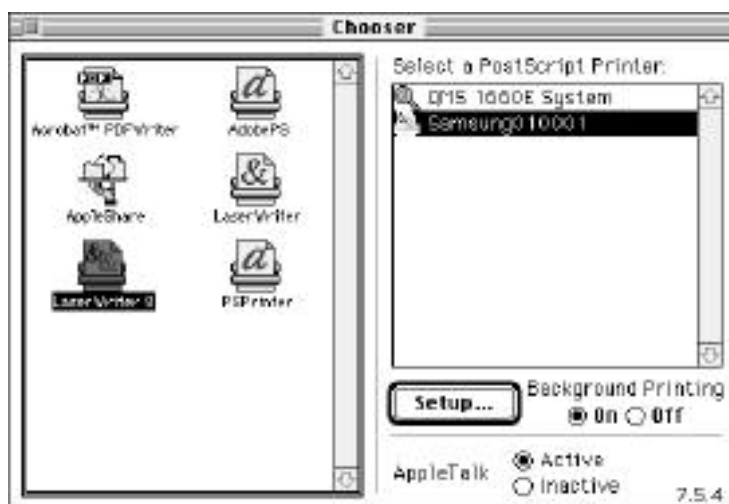 Chooser
Acrobat™ PDFWriter
AdobePS
AppleShare
LaserWriter
LaserWriter 8
PSPrinter
Select a PostScript Printer:
QMS 1660E System
Samsung010001
Setup...
Background Printing
On Off
AppleTalk
Active
Inactive
7.5.4